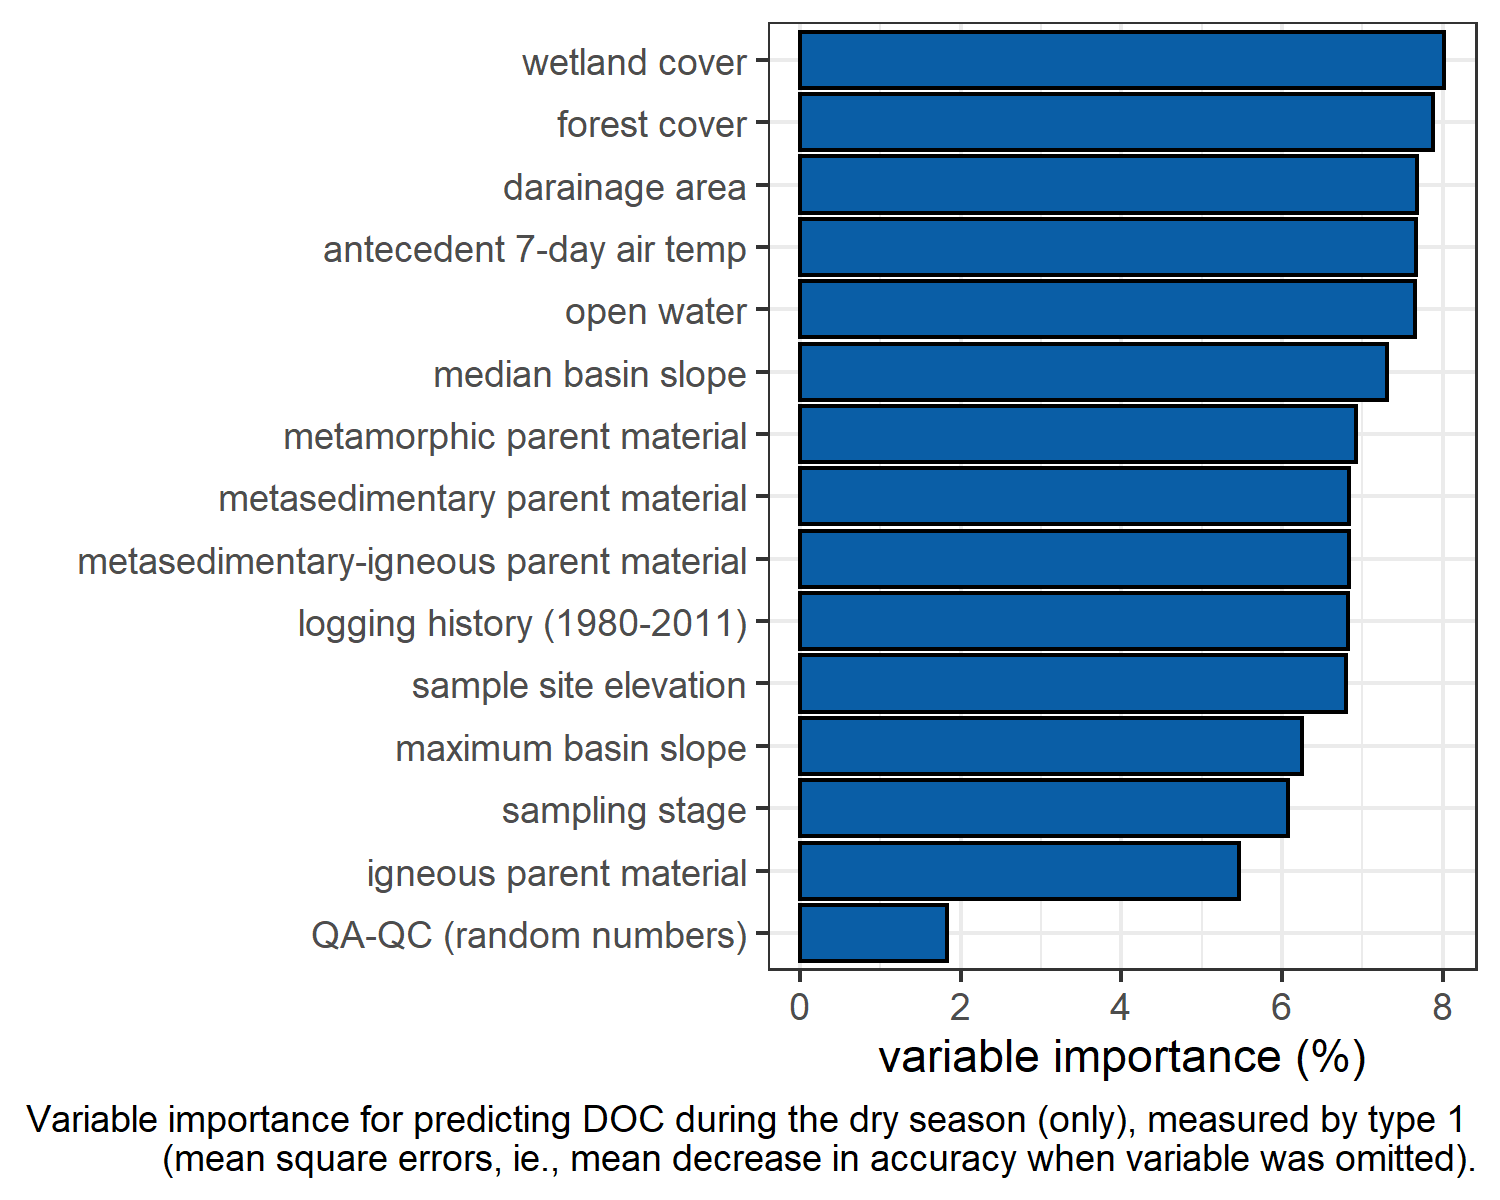 wetland cover
forest cover
darainage area
antecedent 7-day air temp
open water
median basin slope
metamorphic parent material
metasedimentary parent material
metasedimentary-igneous parent material
logging history (1980-2011)
sample site elevation
maximum basin slope
sampling stage
igneous parent material
QA-QC (random numbers)
0 2 4 6 8
variable importance (%)
Variable importance for predicting DOC during the dry season (only), measured by type 1
(mean square errors, ie., mean decrease in accuracy when variable was omitted).